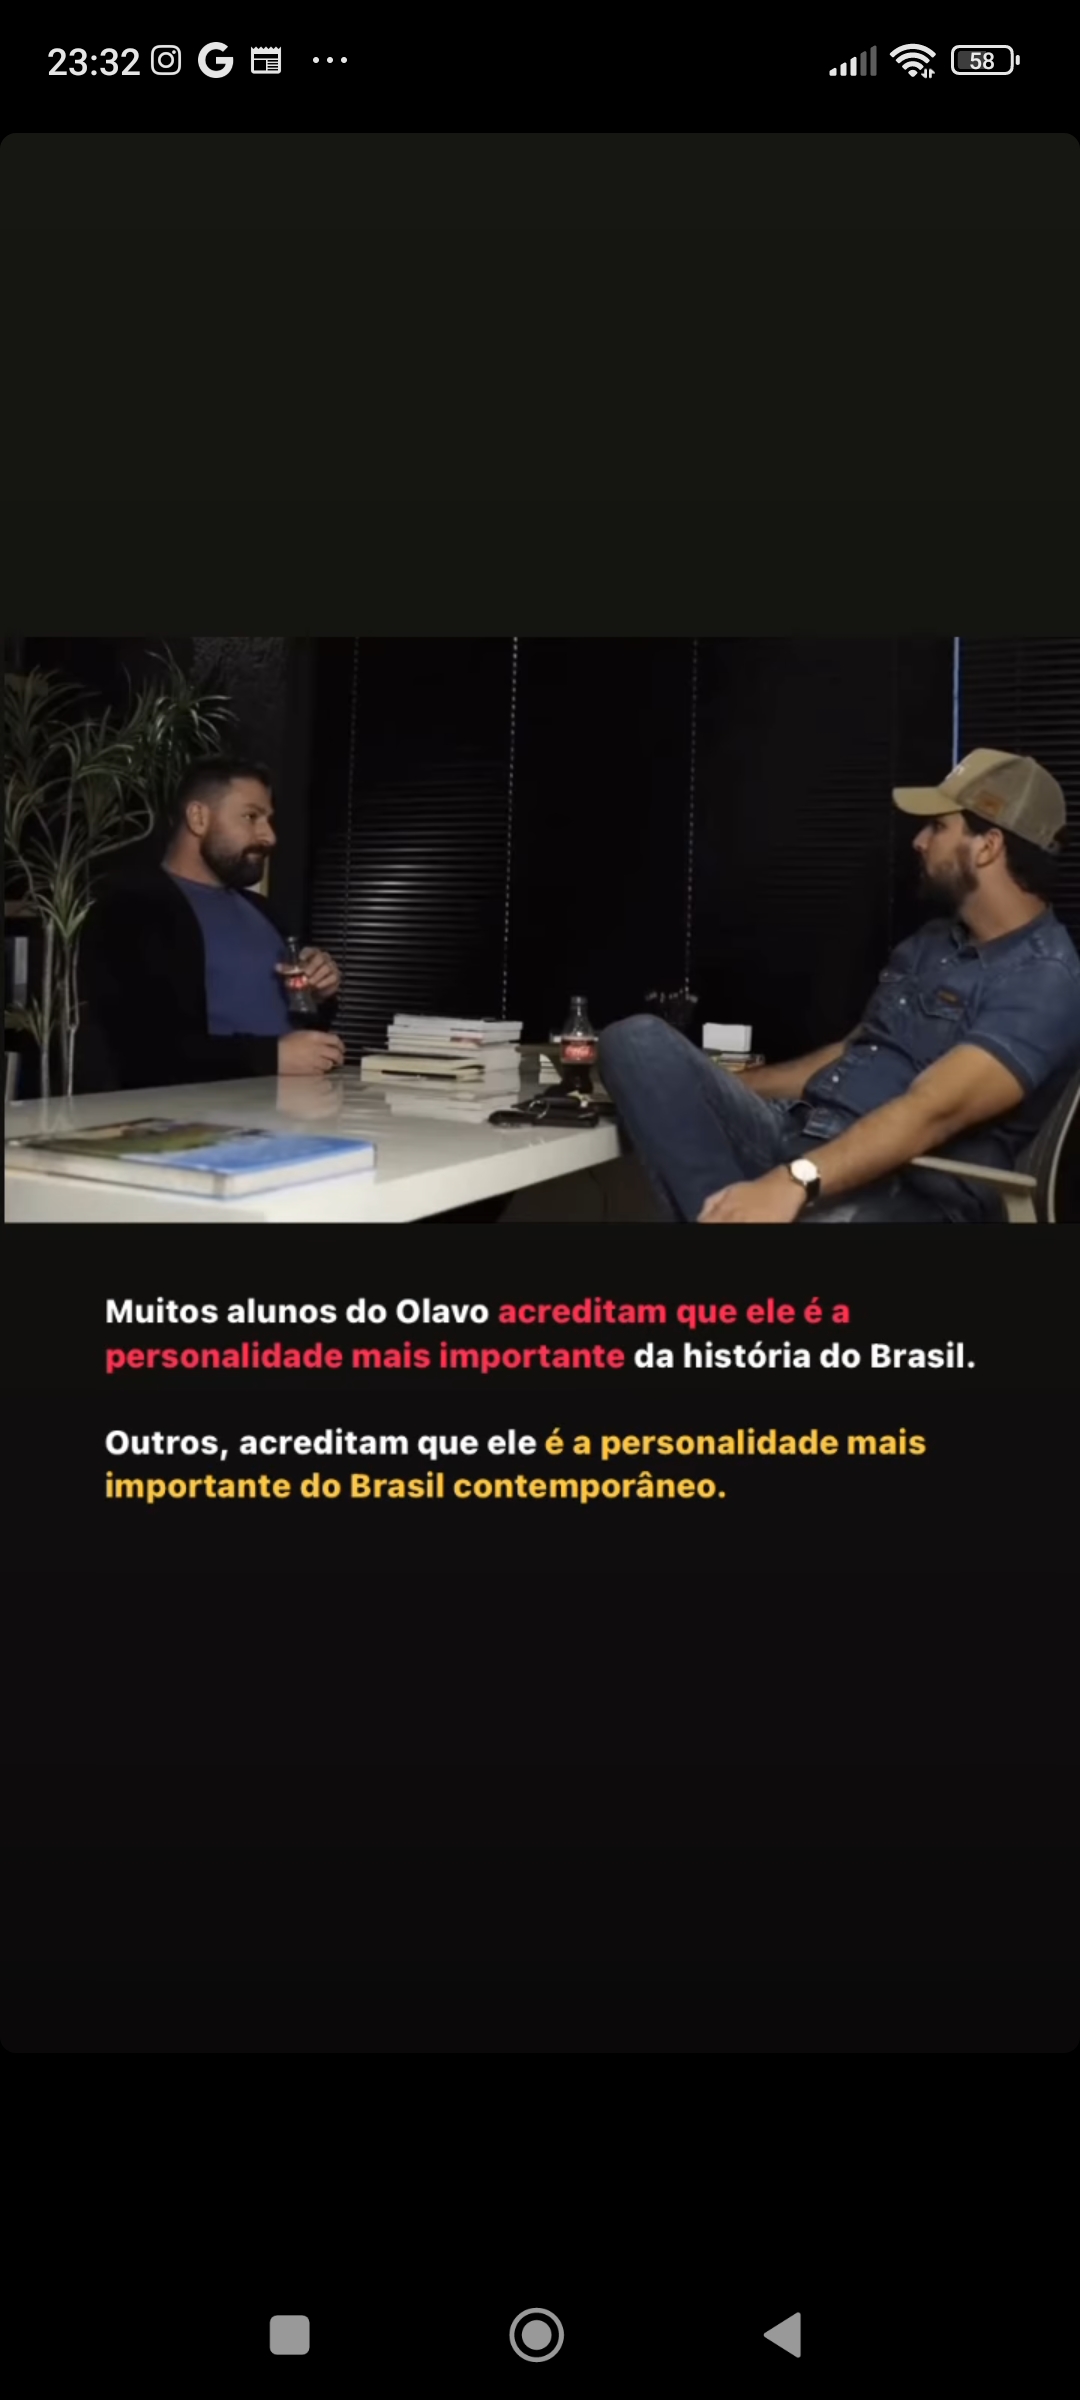 23:32
58
Muitos alunos do Olavo acreditam que ele é a
personalidade mais importante da história do Brasil.
Outros, acreditam que ele é a personalidade mais
importante do Brasil contemporâneo.